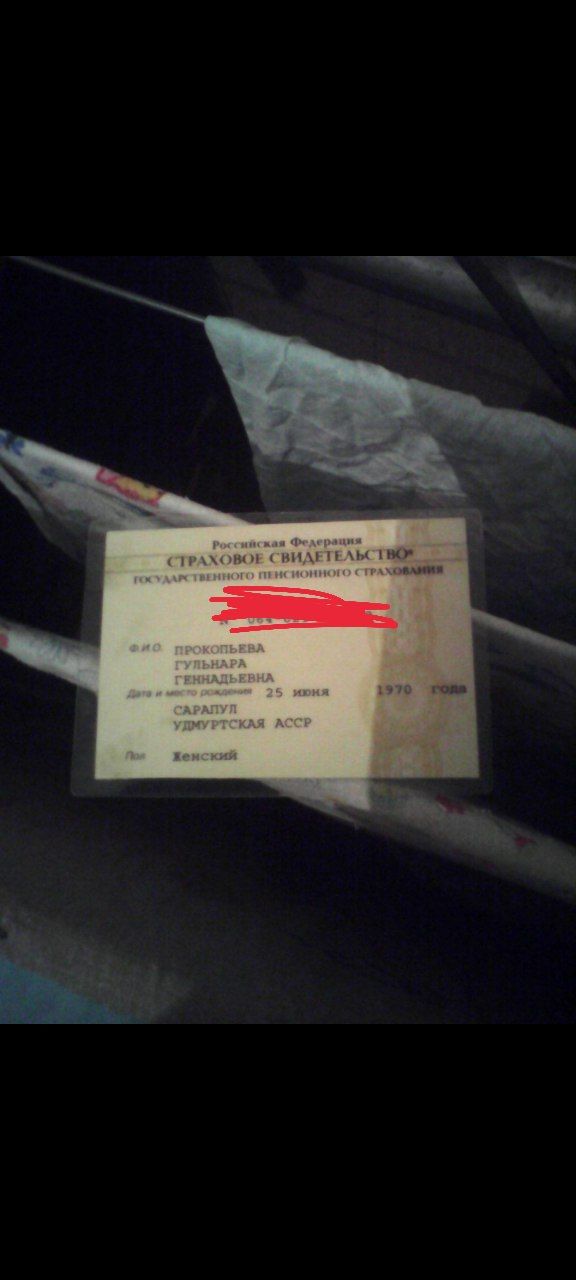 Российская Федерация
СТРАХОВОЕ СВИДЕТЕЛЬСТВО
ГОСУДАРСТВЕННОГО ПЕНСИОННОГО СТРАХОВАНИЯ
Ф.И.О. ПРОКОПЬЕВА
ГУЛЬНАРА
ГЕННАДЬЕВНА
Дата и место рождения 25 июня 1970 года
САРАПУЛ
УДМУРТСКАЯ АССР
Пол Женский